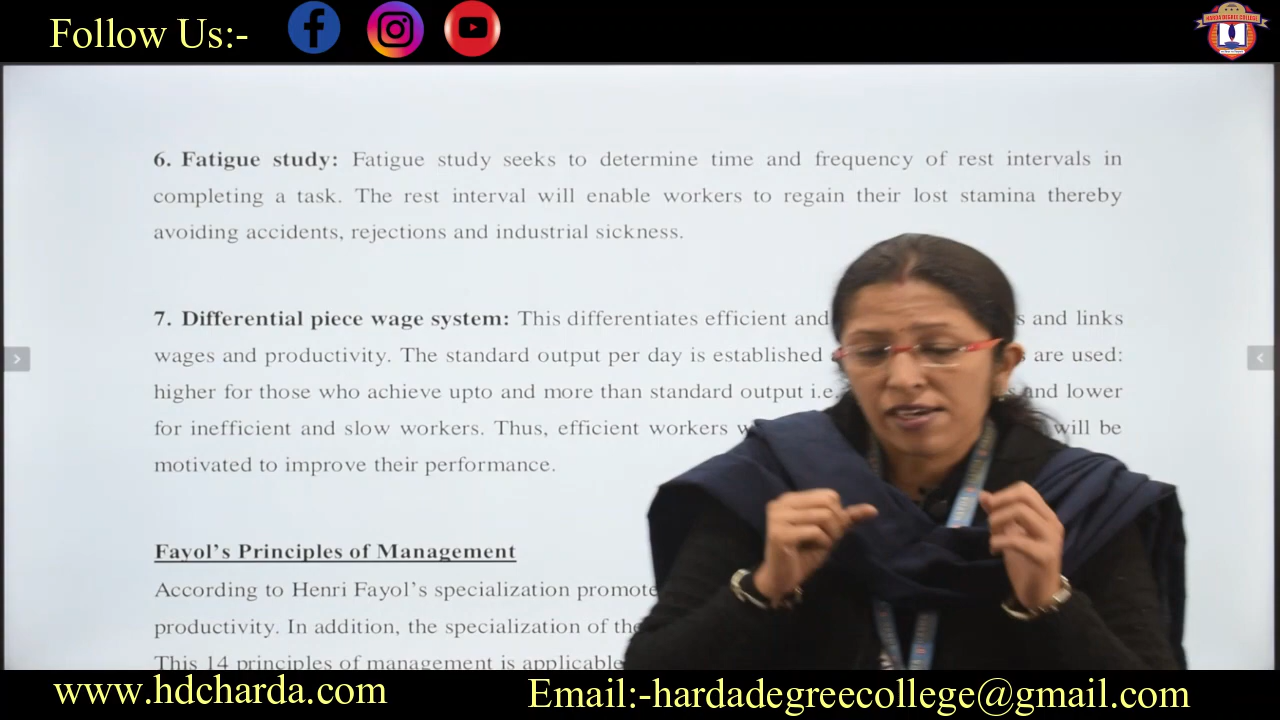 Follow Us:-
HARDA DEGREE COLLEGE
6. Fatigue study: Fatigue study seeks to determine time and frequency of rest intervals in
completing a task. The rest interval will enable workers to regain their lost stamina thereby
avoiding accidents, rejections and industrial sickness.
7. Differential piece wage system: This differentiates efficient and and links
wages and productivity. The standard output per day is established are used:
higher for those who achieve upto and more than standard output i.e. and lower
for inefficient and slow workers. Thus, efficient workers will be
motivated to improve their performance.
Fayol's Principles of Management
According to Henri Fayol's specialization promote
productivity. In addition, the specialization of the
This 14 principles of management is applicable
www.hdcharda.com
Email:-hardadegreecollege@gmail.com